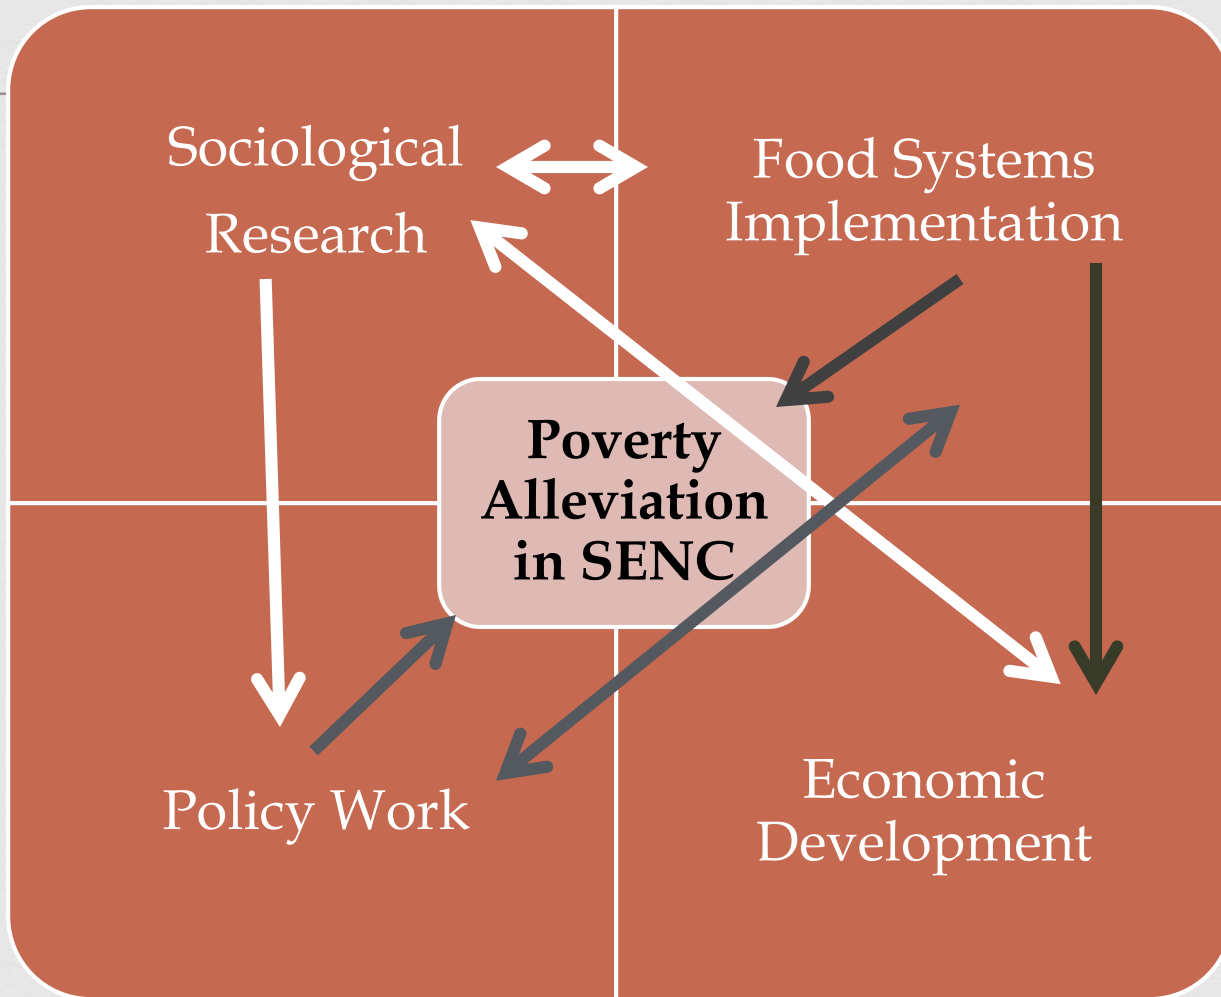 Sociological
Research
Food Systems
Implementation
Poverty
Alleviation
in SENC
Policy Work
Economic
Development